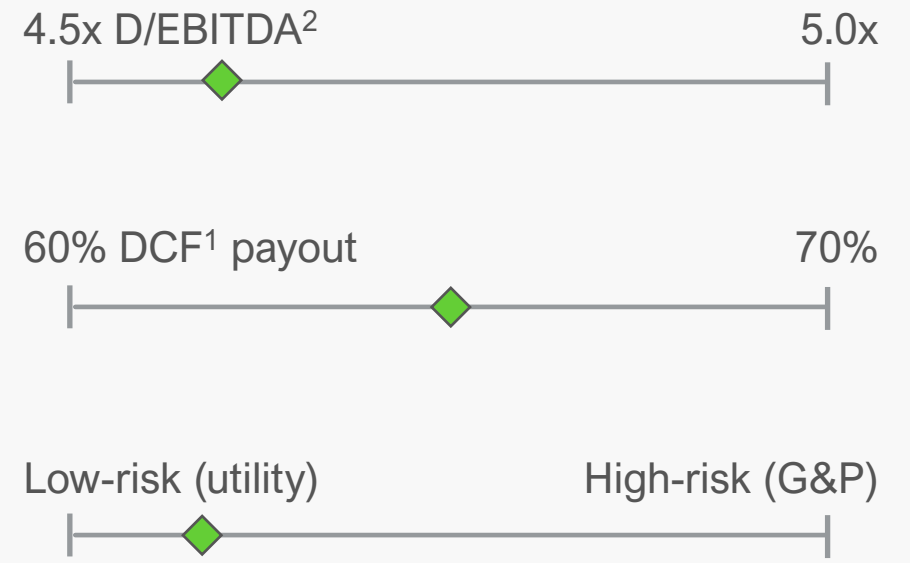 4.5x D/EBITDA² 5.0x
60% DCF¹ payout 70%
Low-risk (utility) High-risk (G&P)